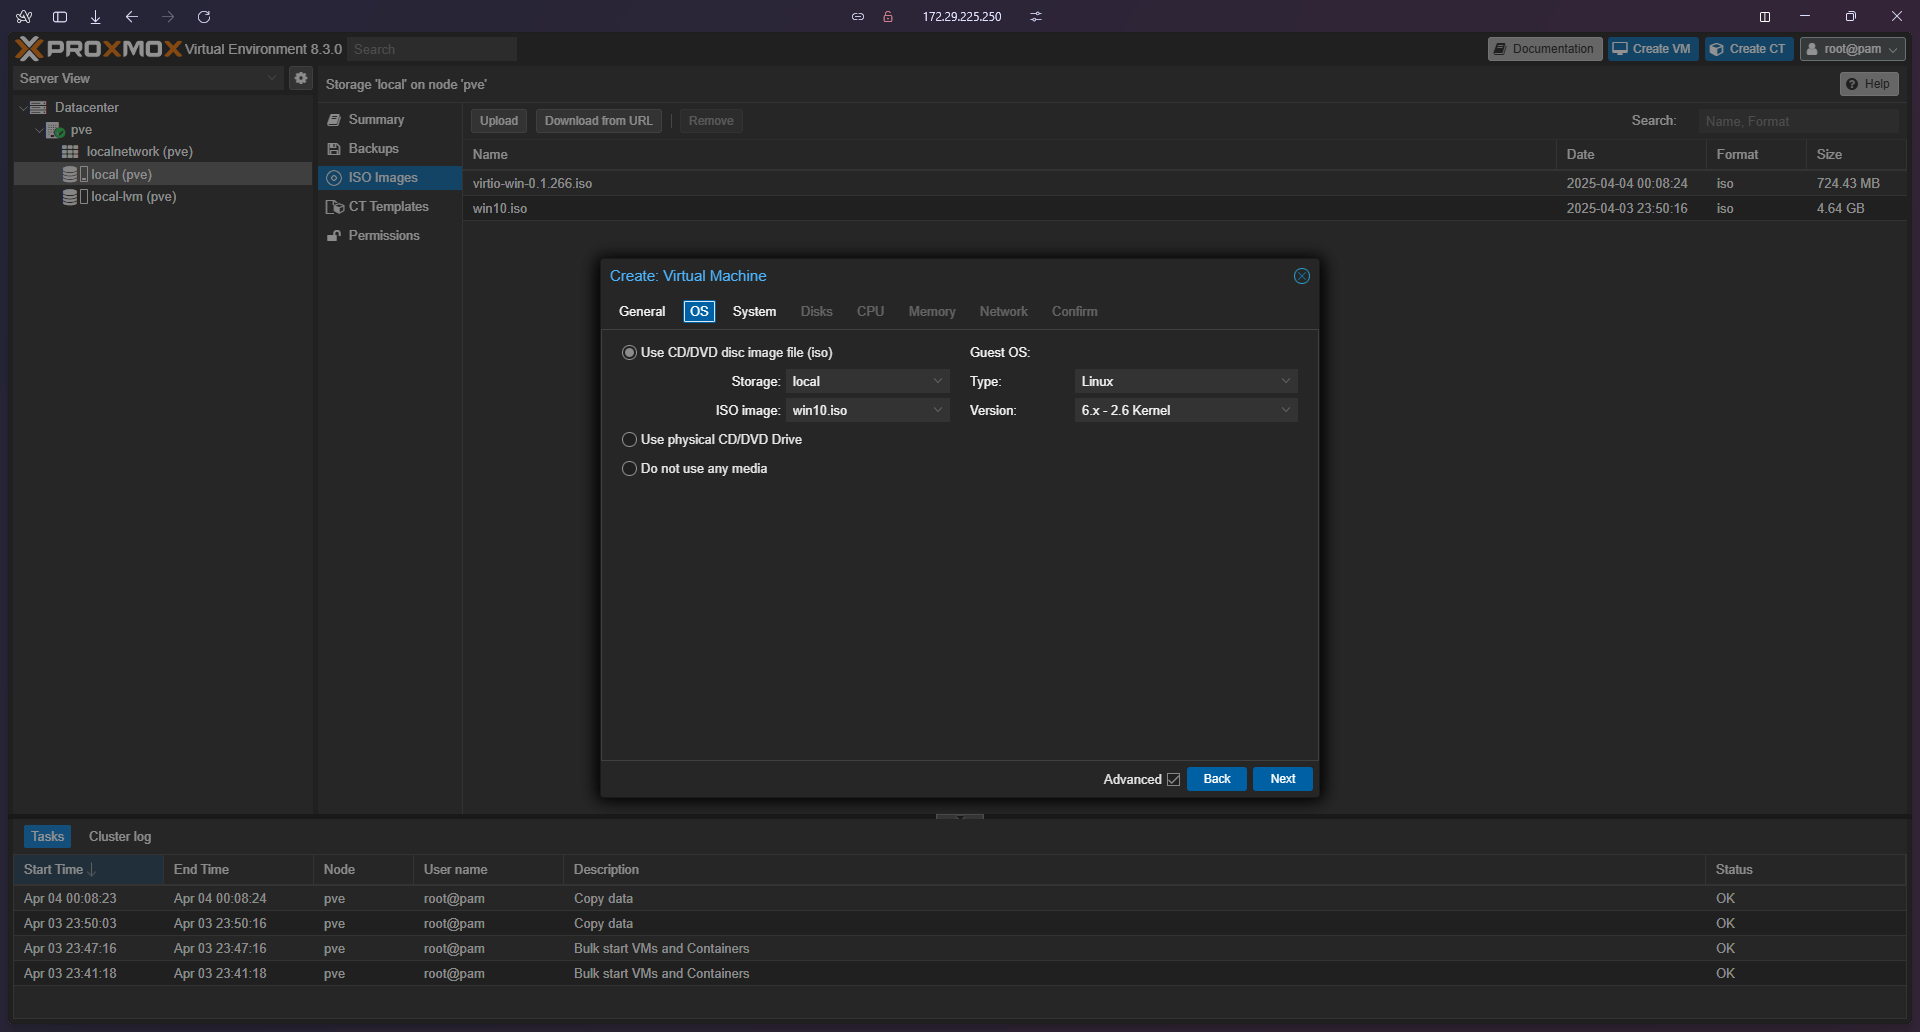 172.29.225.250
PROXMOX Virtual Environment 8.3.0 Search Documentation Create VM Create CT root@pam
Server View
Storage 'local' on node 'pve' Help
Datacenter
pve
localnetwork (pve)
local (pve)
local-lvm (pve)
Summary
Backups
ISO Images
CT Templates
Permissions
Upload Download from URL Remove Search: Name, Format
Name Date Format Size
virtio-win-0.1.266.iso 2025-04-04 00:08:24 iso 724.43 MB
win10.iso 2025-04-03 23:50:16 iso 4.64 GB
Create: Virtual Machine
General OS System Disks CPU Memory Network Confirm
Use CD/DVD disc image file (iso) Guest OS:
Storage: local Type: Linux
ISO image: win10.iso Version: 6.x - 2.6 Kernel
Use physical CD/DVD Drive
Do not use any media
Advanced Back Next
Tasks Cluster log
Start Time End Time Node User name Description Status
Apr 04 00:08:23 Apr 04 00:08:24 pve root@pam Copy data OK
Apr 03 23:50:03 Apr 03 23:50:16 pve root@pam Copy data OK
Apr 03 23:47:16 Apr 03 23:47:16 pve root@pam Bulk start VMs and Containers OK
Apr 03 23:41:18 Apr 03 23:41:18 pve root@pam Bulk start VMs and Containers OK